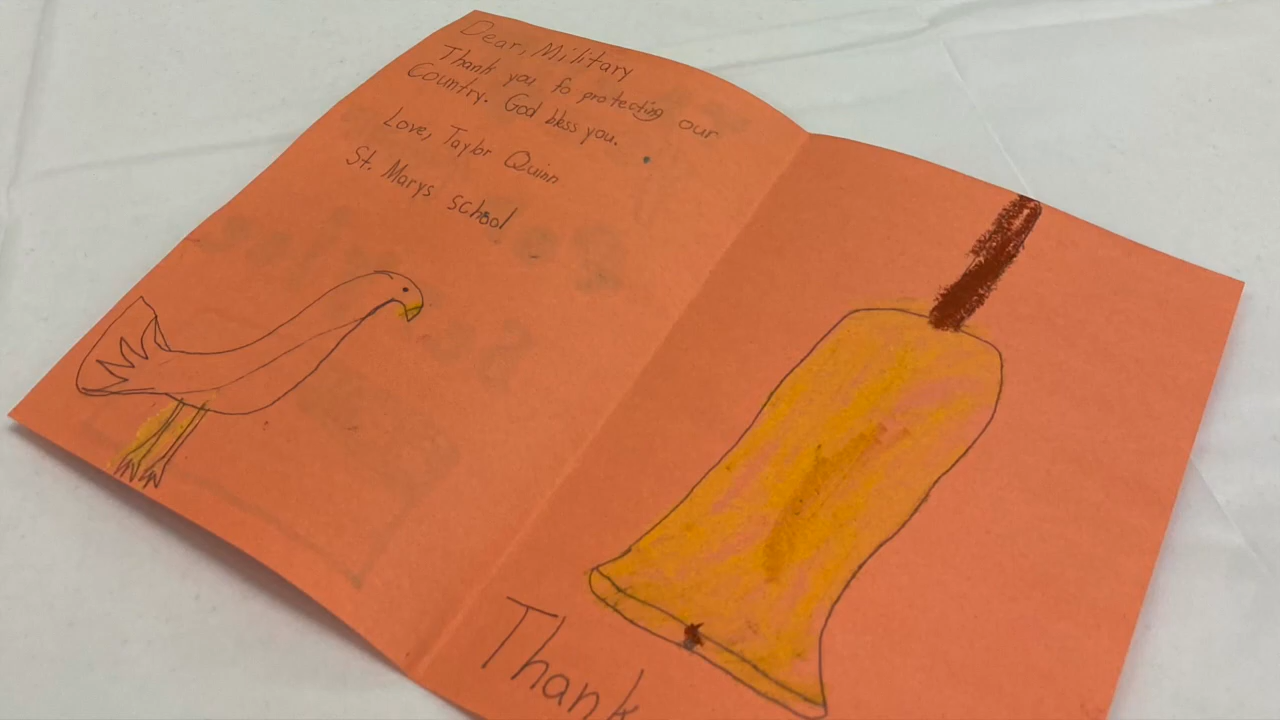 Dear, Military
Thank you fo protecting our
Country. God bless you.
Love, Taylor Quinn
St. Marys school
Thank